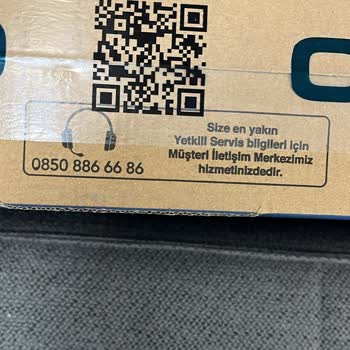 Size en yakın
Yetkili Servis bilgileri için
Müşteri İletişim Merkezimiz
hizmetinizdedir.
0850 886 66 86